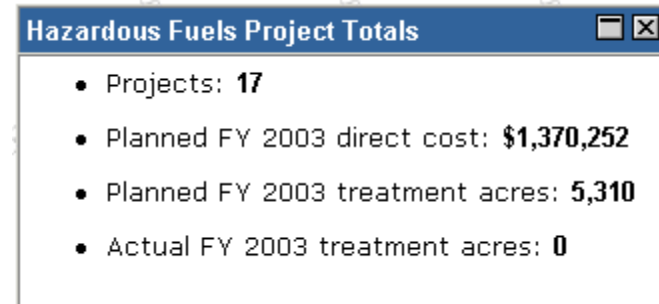 Hazardous Fuels Project Totals
• Projects: 17
• Planned FY 2003 direct cost: $1,370,252
• Planned FY 2003 treatment acres: 5,310
• Actual FY 2003 treatment acres: 0